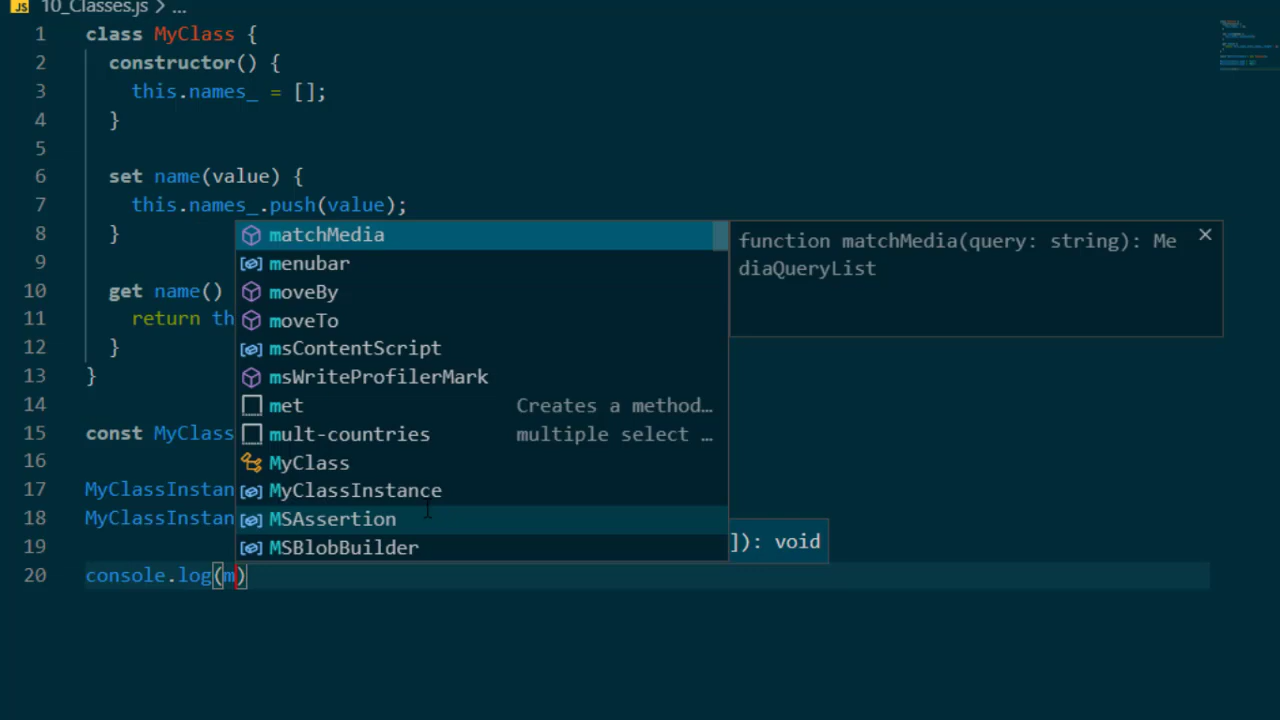 JS 10_Classes.js > ...
1 class MyClass {
2 constructor() {
3 this.names_ = [];
4 }
5
6 set name(value) {
7 this.names_.push(value);
8 }
9
10 get name()
11 return th
12 }
13 }
14
15 const MyClass
16
17 MyClassInstan
18 MyClassInstan
19
20 console.log(m)
matchMedia
menubar
moveBy
moveTo
msContentScript
msWriteProfilerMark
met Creates a method…
mult-countries multiple select …
MyClass
MyClassInstance
MSAssertion
MSBlobBuilder
function matchMedia(query: string): Me
diaQueryList
]): void